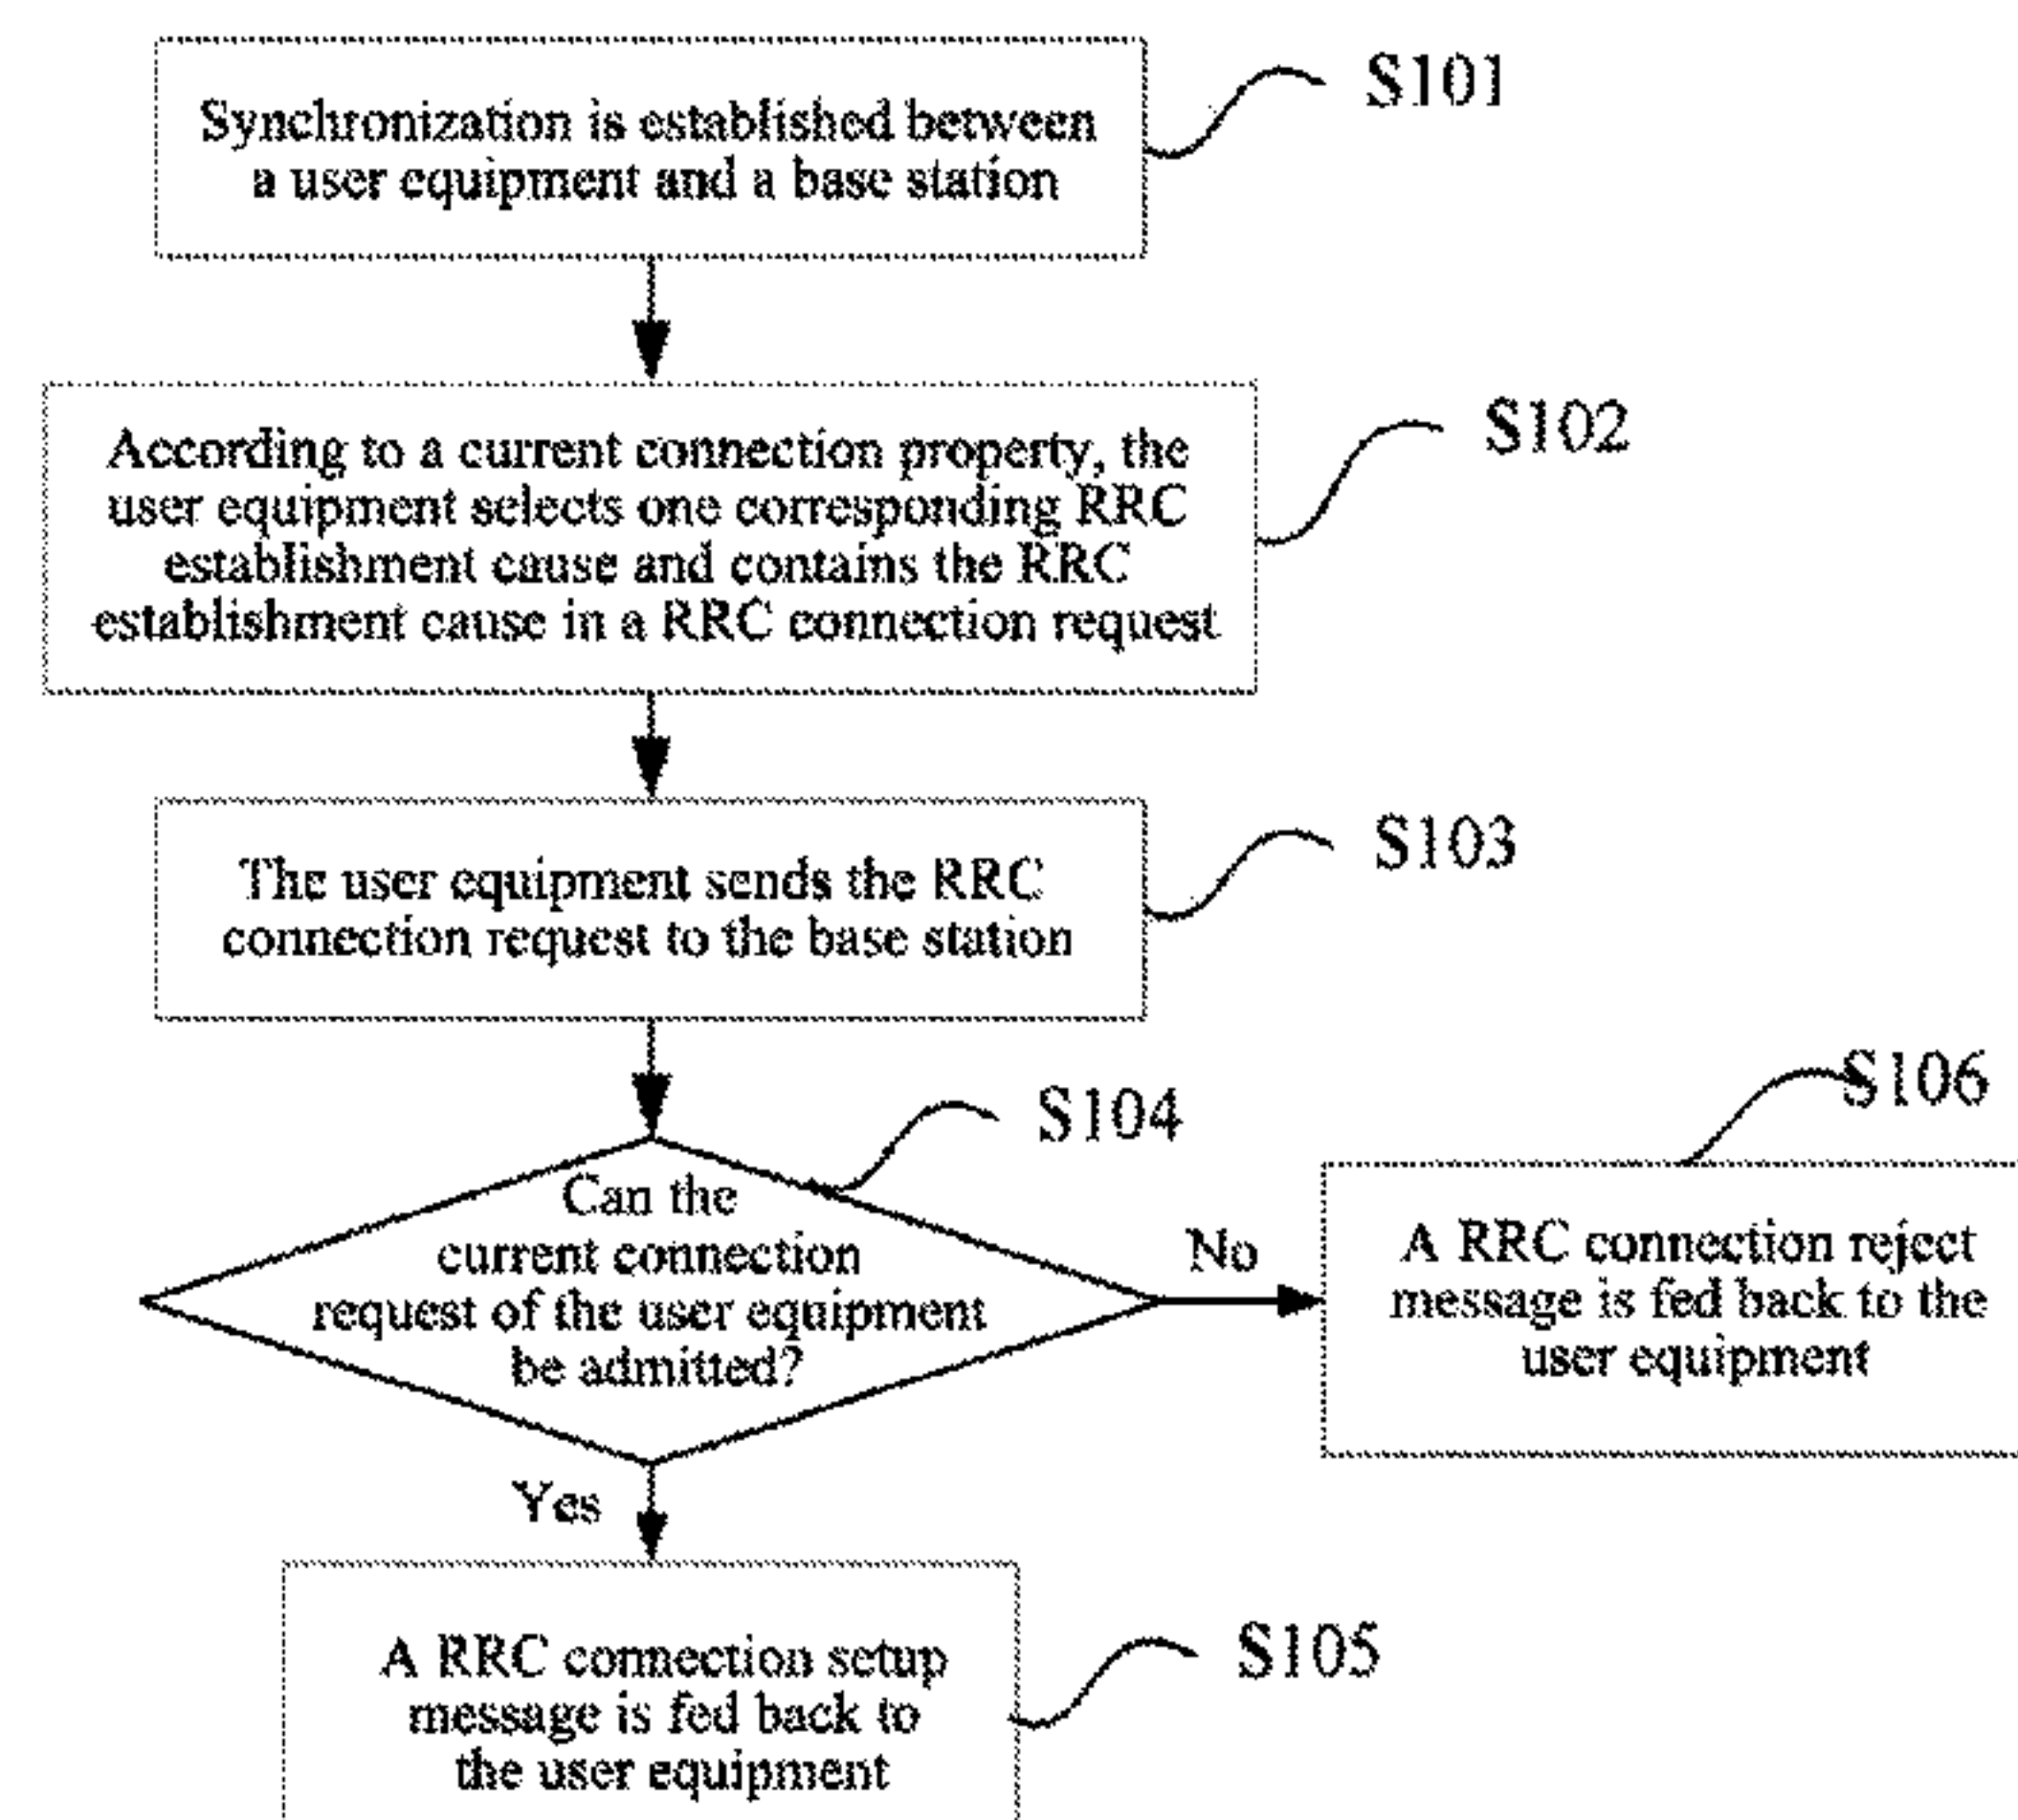 Synchronization is established between
a user equipment and a base station
S101
According to a current connection property, the
user equipment selects one corresponding RRC
establishment cause and contains the RRC
establishment cause in a RRC connection request
S102
The user equipment sends the RRC
connection request to the base station
S103
Can the
current connection
request of the user equipment
be admitted?
S104
No
S106
A RRC connection reject
message is fed back to the
user equipment
Yes
A RRC connection setup
message is fed back to
the user equipment
S105